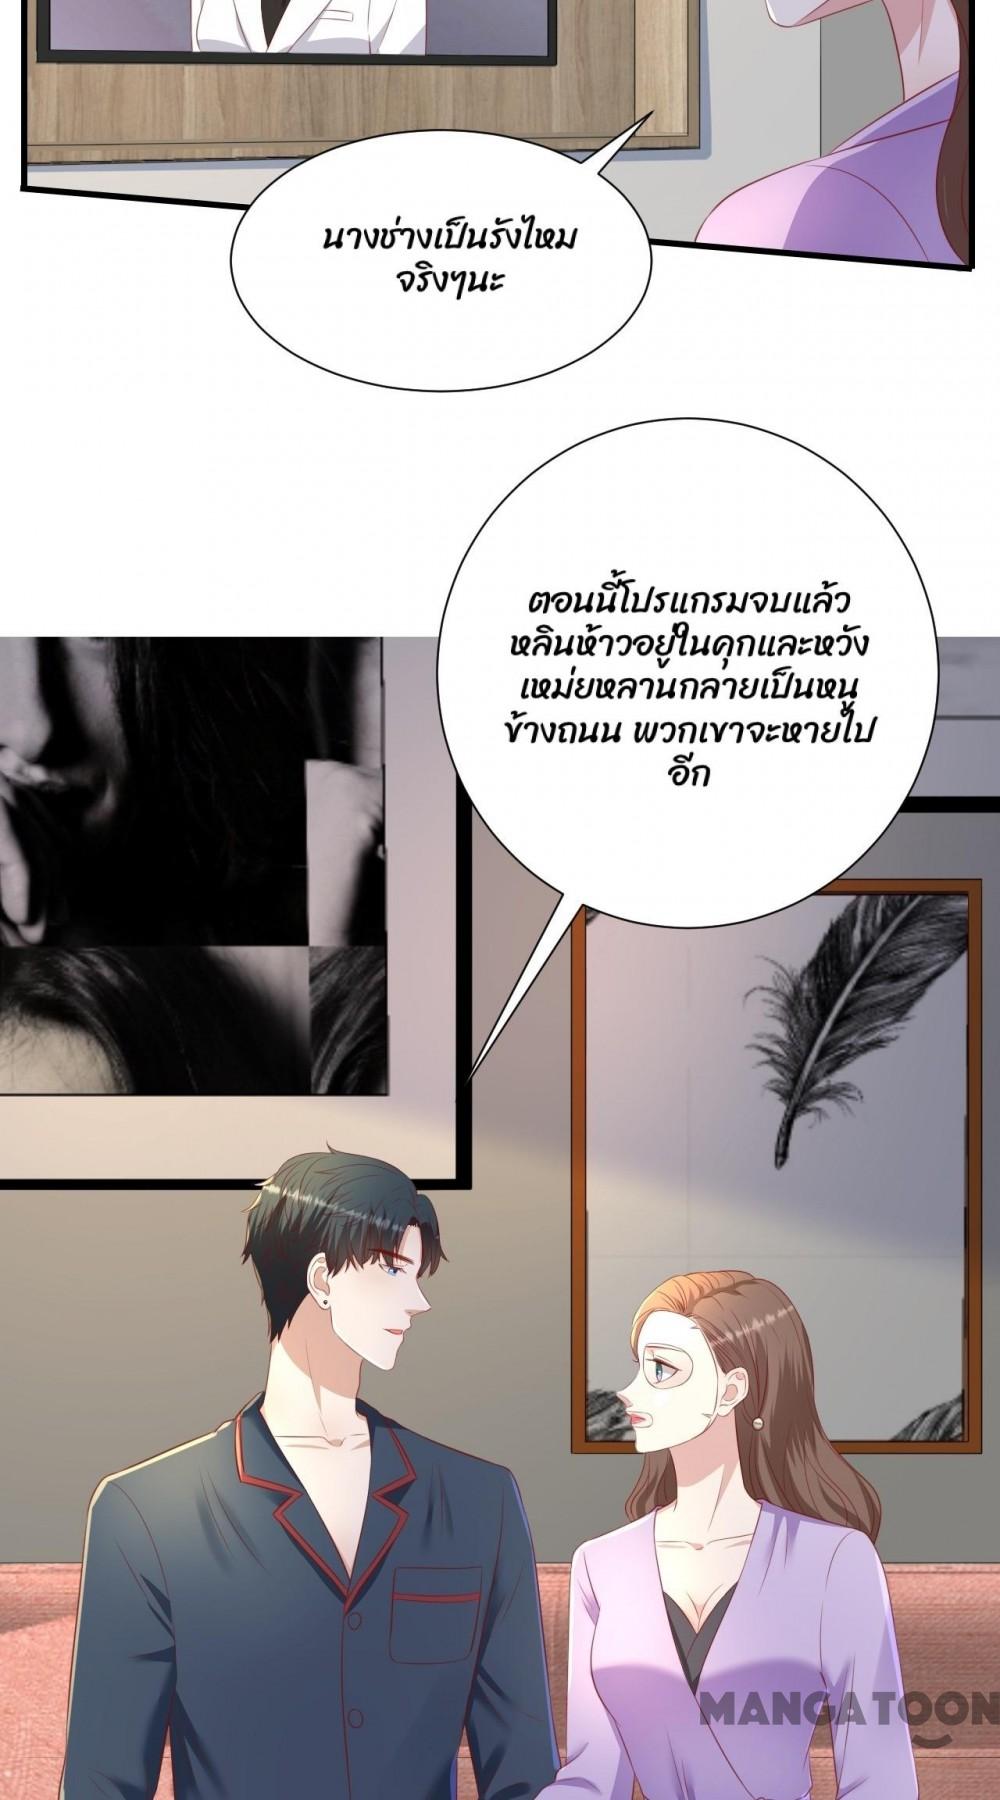 นางช่างเป็นรังไหม
จริงๆนะ
ตอนนี้โปรแกรมจบแล้ว
หลินห้าวอยู่ในคุกและหวัง
เหม่ยหลานกลายเป็นหนู
ข้างถนน พวกเขาจะหายไป
อีก
MANGATOON